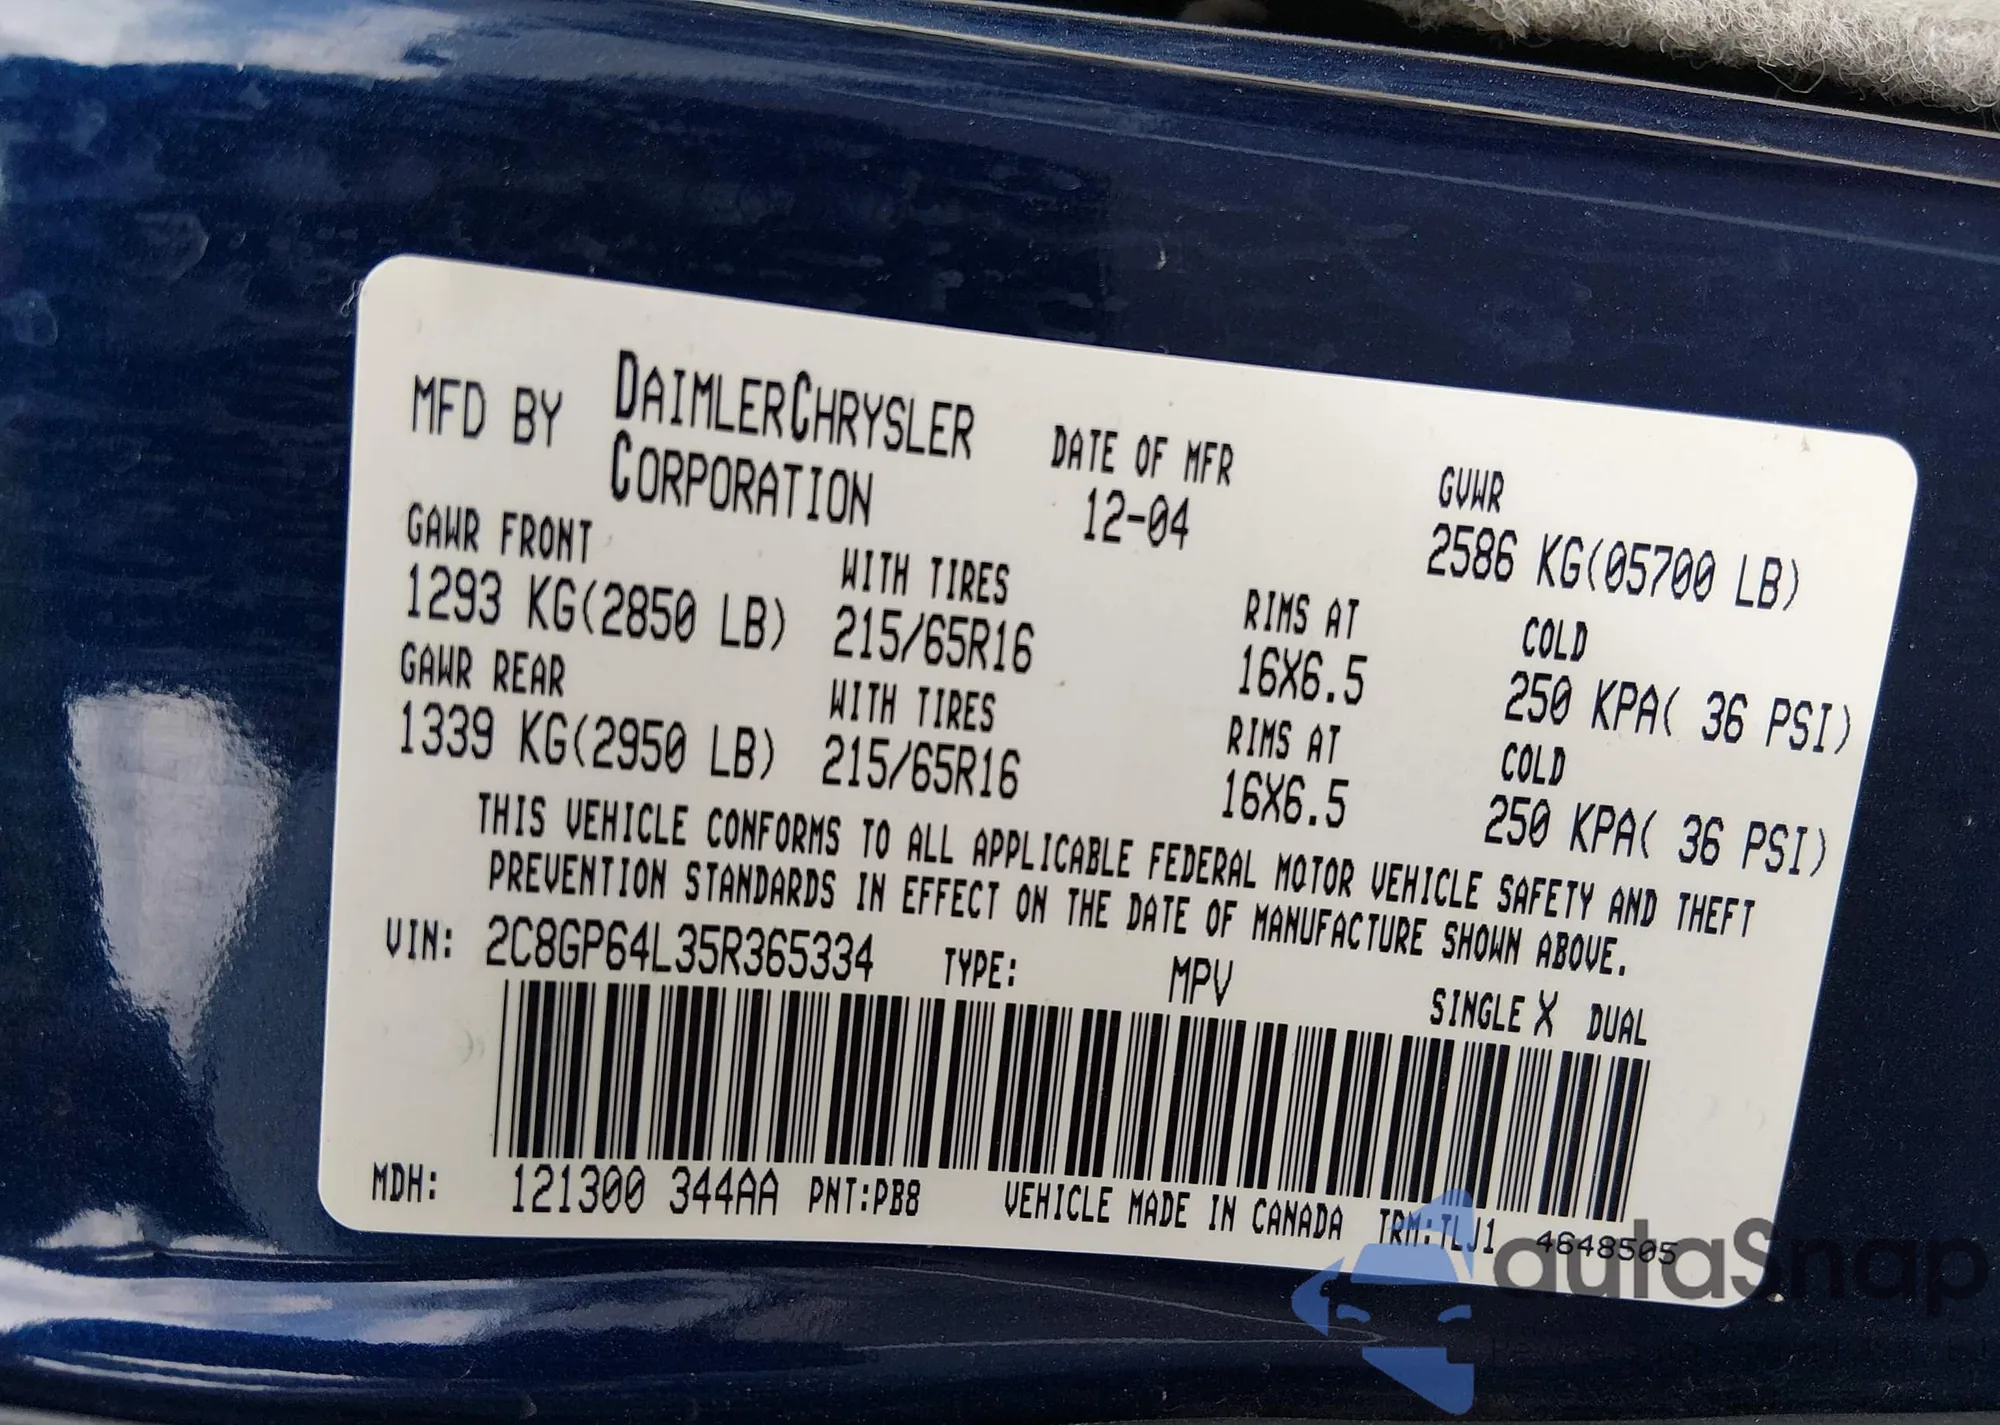 MFD BY DAIMLERCHRYSLER CORPORATION DATE OF MFR 12-04 GVWR 2586 KG(05700 LB)
GAWR FRONT WITH TIRES RIMS AT COLD
1293 KG(2850 LB) 215/65R16 16X6.5 250 KPA( 36 PSI)
GAWR REAR WITH TIRES RIMS AT COLD
1339 KG(2950 LB) 215/65R16 16X6.5 250 KPA( 36 PSI)
THIS VEHICLE CONFORMS TO ALL APPLICABLE FEDERAL MOTOR VEHICLE SAFETY AND THEFT
PREVENTION STANDARDS IN EFFECT ON THE DATE OF MANUFACTURE SHOWN ABOVE.
VIN: 2C8GP64L35R365334 TYPE: MPV SINGLE X DUAL
MDH: 121300 344AA PNT:PB8 VEHICLE MADE IN CANADA TRM:TLJ1 4648505
autaSnap